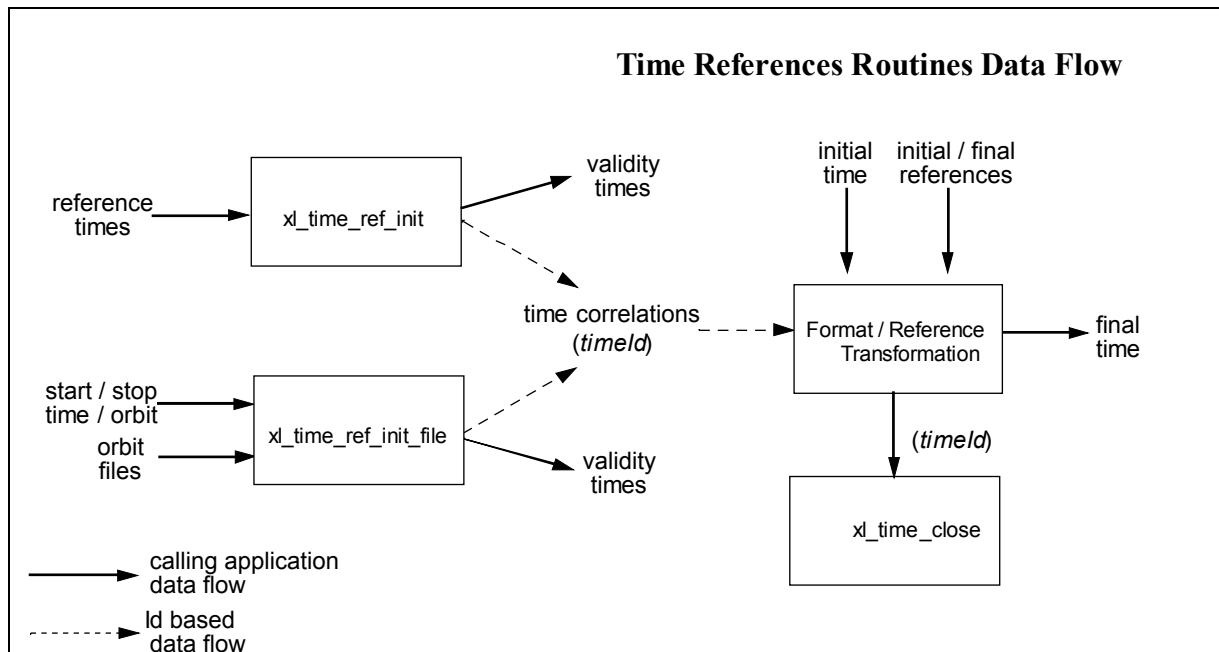 Time References Routines Data Flow
reference
times
xl_time_ref_init
validity
times
initial
time
initial / final
references
time correlations
(timeId)
Format / Reference
Transformation
final
time
start / stop
time / orbit
orbit
files
xl_time_ref_init_file
validity
times
(timeId)
xl_time_close
calling application
data flow
Id based
data flow